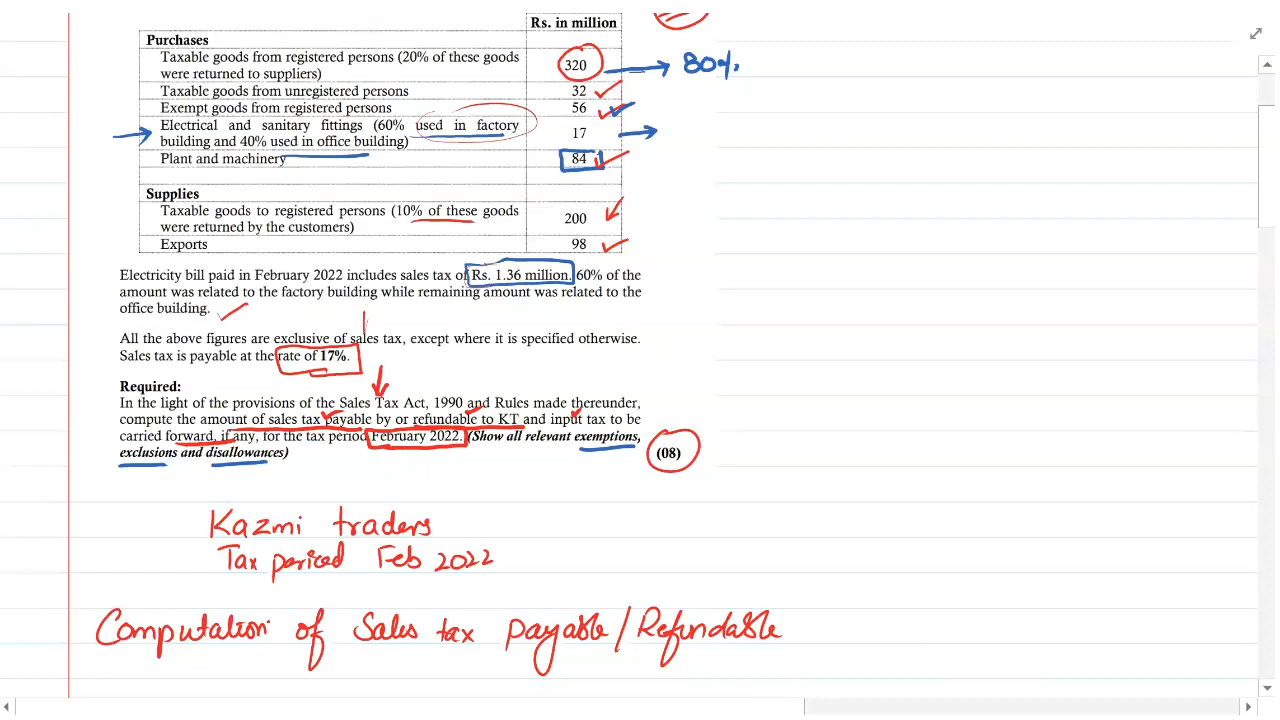 Rs. in million
Purchases
Taxable goods from registered persons (20% of these goods were returned to suppliers) 320 → 80%
Taxable goods from unregistered persons 32
Exempt goods from registered persons 56
Electrical and sanitary fittings (60% used in factory building and 40% used in office building) 17
Plant and machinery 84
Supplies
Taxable goods to registered persons (10% of these goods were returned by the customers) 200
Exports 98
Electricity bill paid in February 2022 includes sales tax of Rs. 1.36 million. 60% of the
amount was related to the factory building while remaining amount was related to the
office building.
All the above figures are exclusive of sales tax, except where it is specified otherwise.
Sales tax is payable at the rate of 17%.
Required:
In the light of the provisions of the Sales Tax Act, 1990 and Rules made thereunder,
compute the amount of sales tax payable by or refundable to KT and input tax to be
carried forward, if any, for the tax period February 2022. (Show all relevant exemptions,
exclusions and disallowances) (08)
Kazmi traders
Tax period Feb 2022
Computation of Sales tax Payable/Refundable